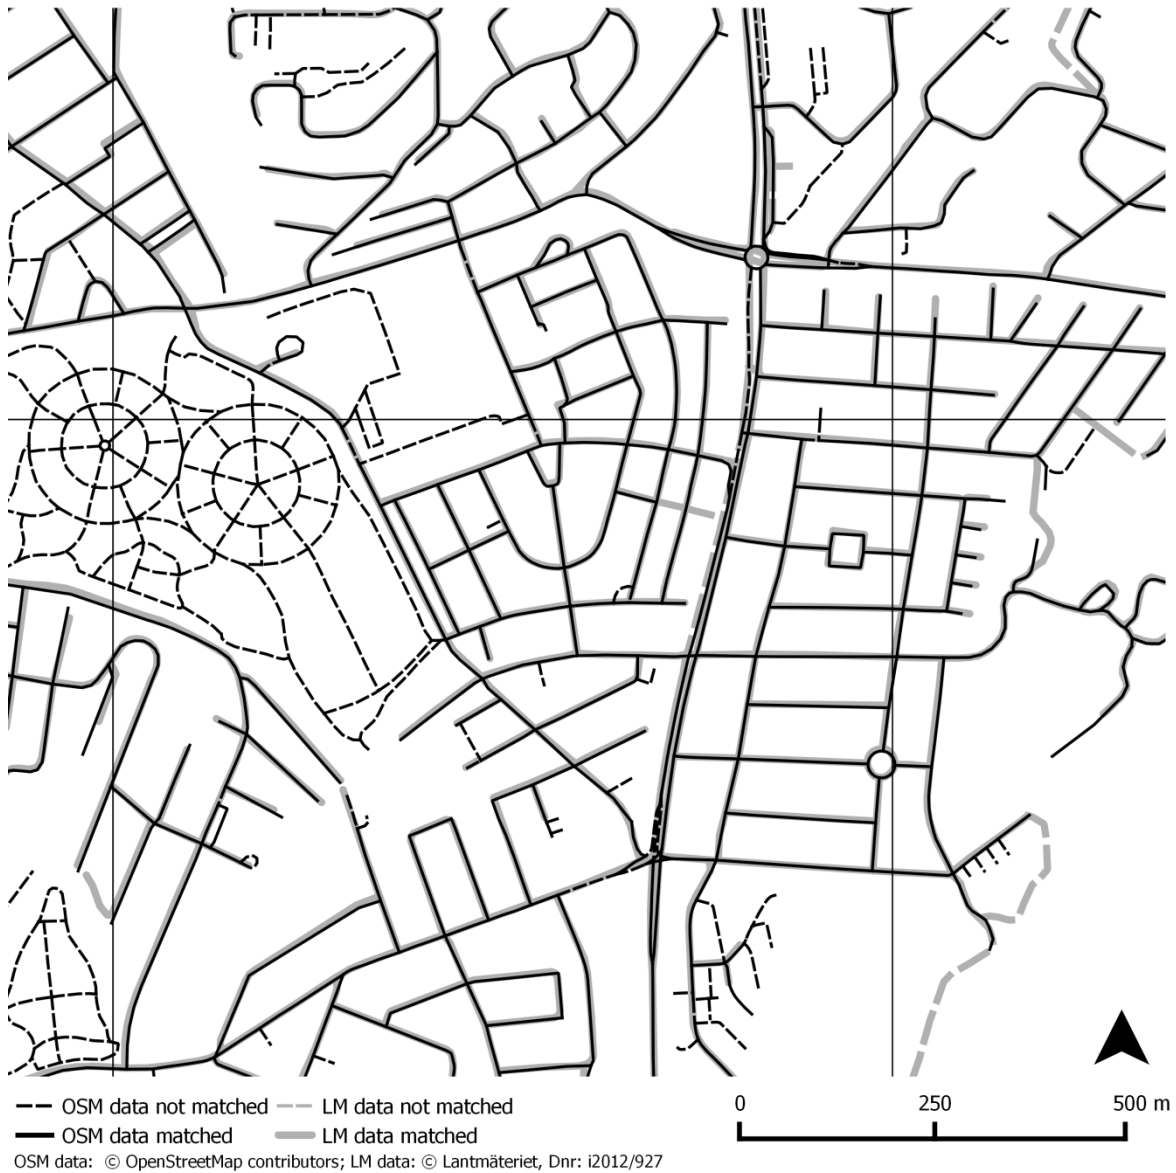 OSM data not matched LM data not matched 0 250 500 m
OSM data matched LM data matched
OSM data: © OpenStreetMap contributors; LM data: © Lantmäteriet, Dnr: i2012/927